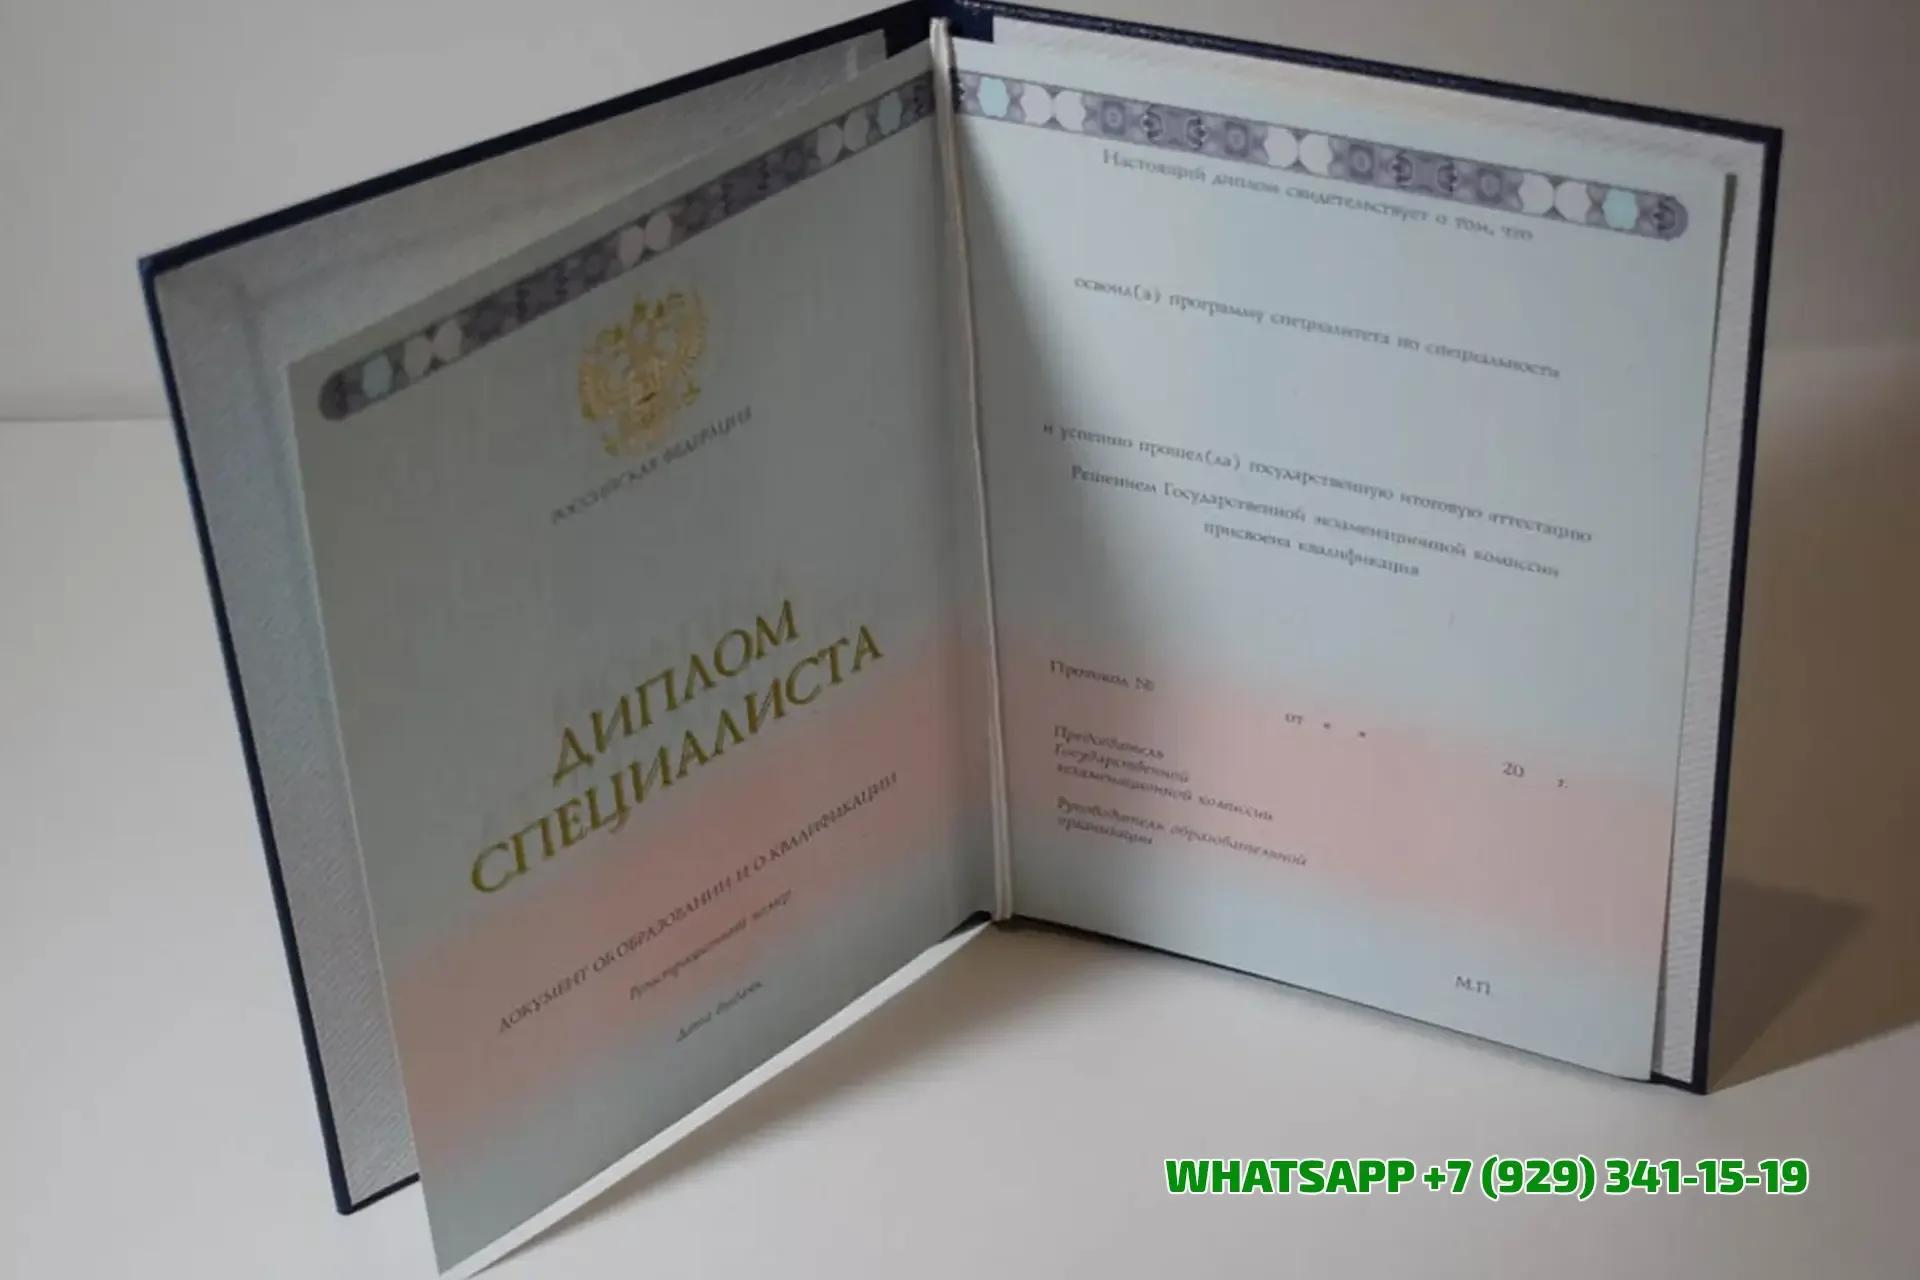 РОССИЙСКАЯ ФЕДЕРАЦИЯ
ДИПЛОМ
СПЕЦИАЛИСТА
ДОКУМЕНТ ОБ ОБРАЗОВАНИИ И О КВАЛИФИКАЦИИ
Регистрационный номер
Дата выдачи
Настоящий диплом свидетельствует о том, что
освоил(а) программу специалитета по специальности
и успешно прошел(ла) государственную итоговую аттестацию
Решением Государственной экзаменационной комиссии
присвоена квалификация
Протокол №
от « »
20 г.
Председатель
Государственной
экзаменационной комиссии
Руководитель образовательной
организации
М.П.
WHATSAPP +7 (929) 341-15-19